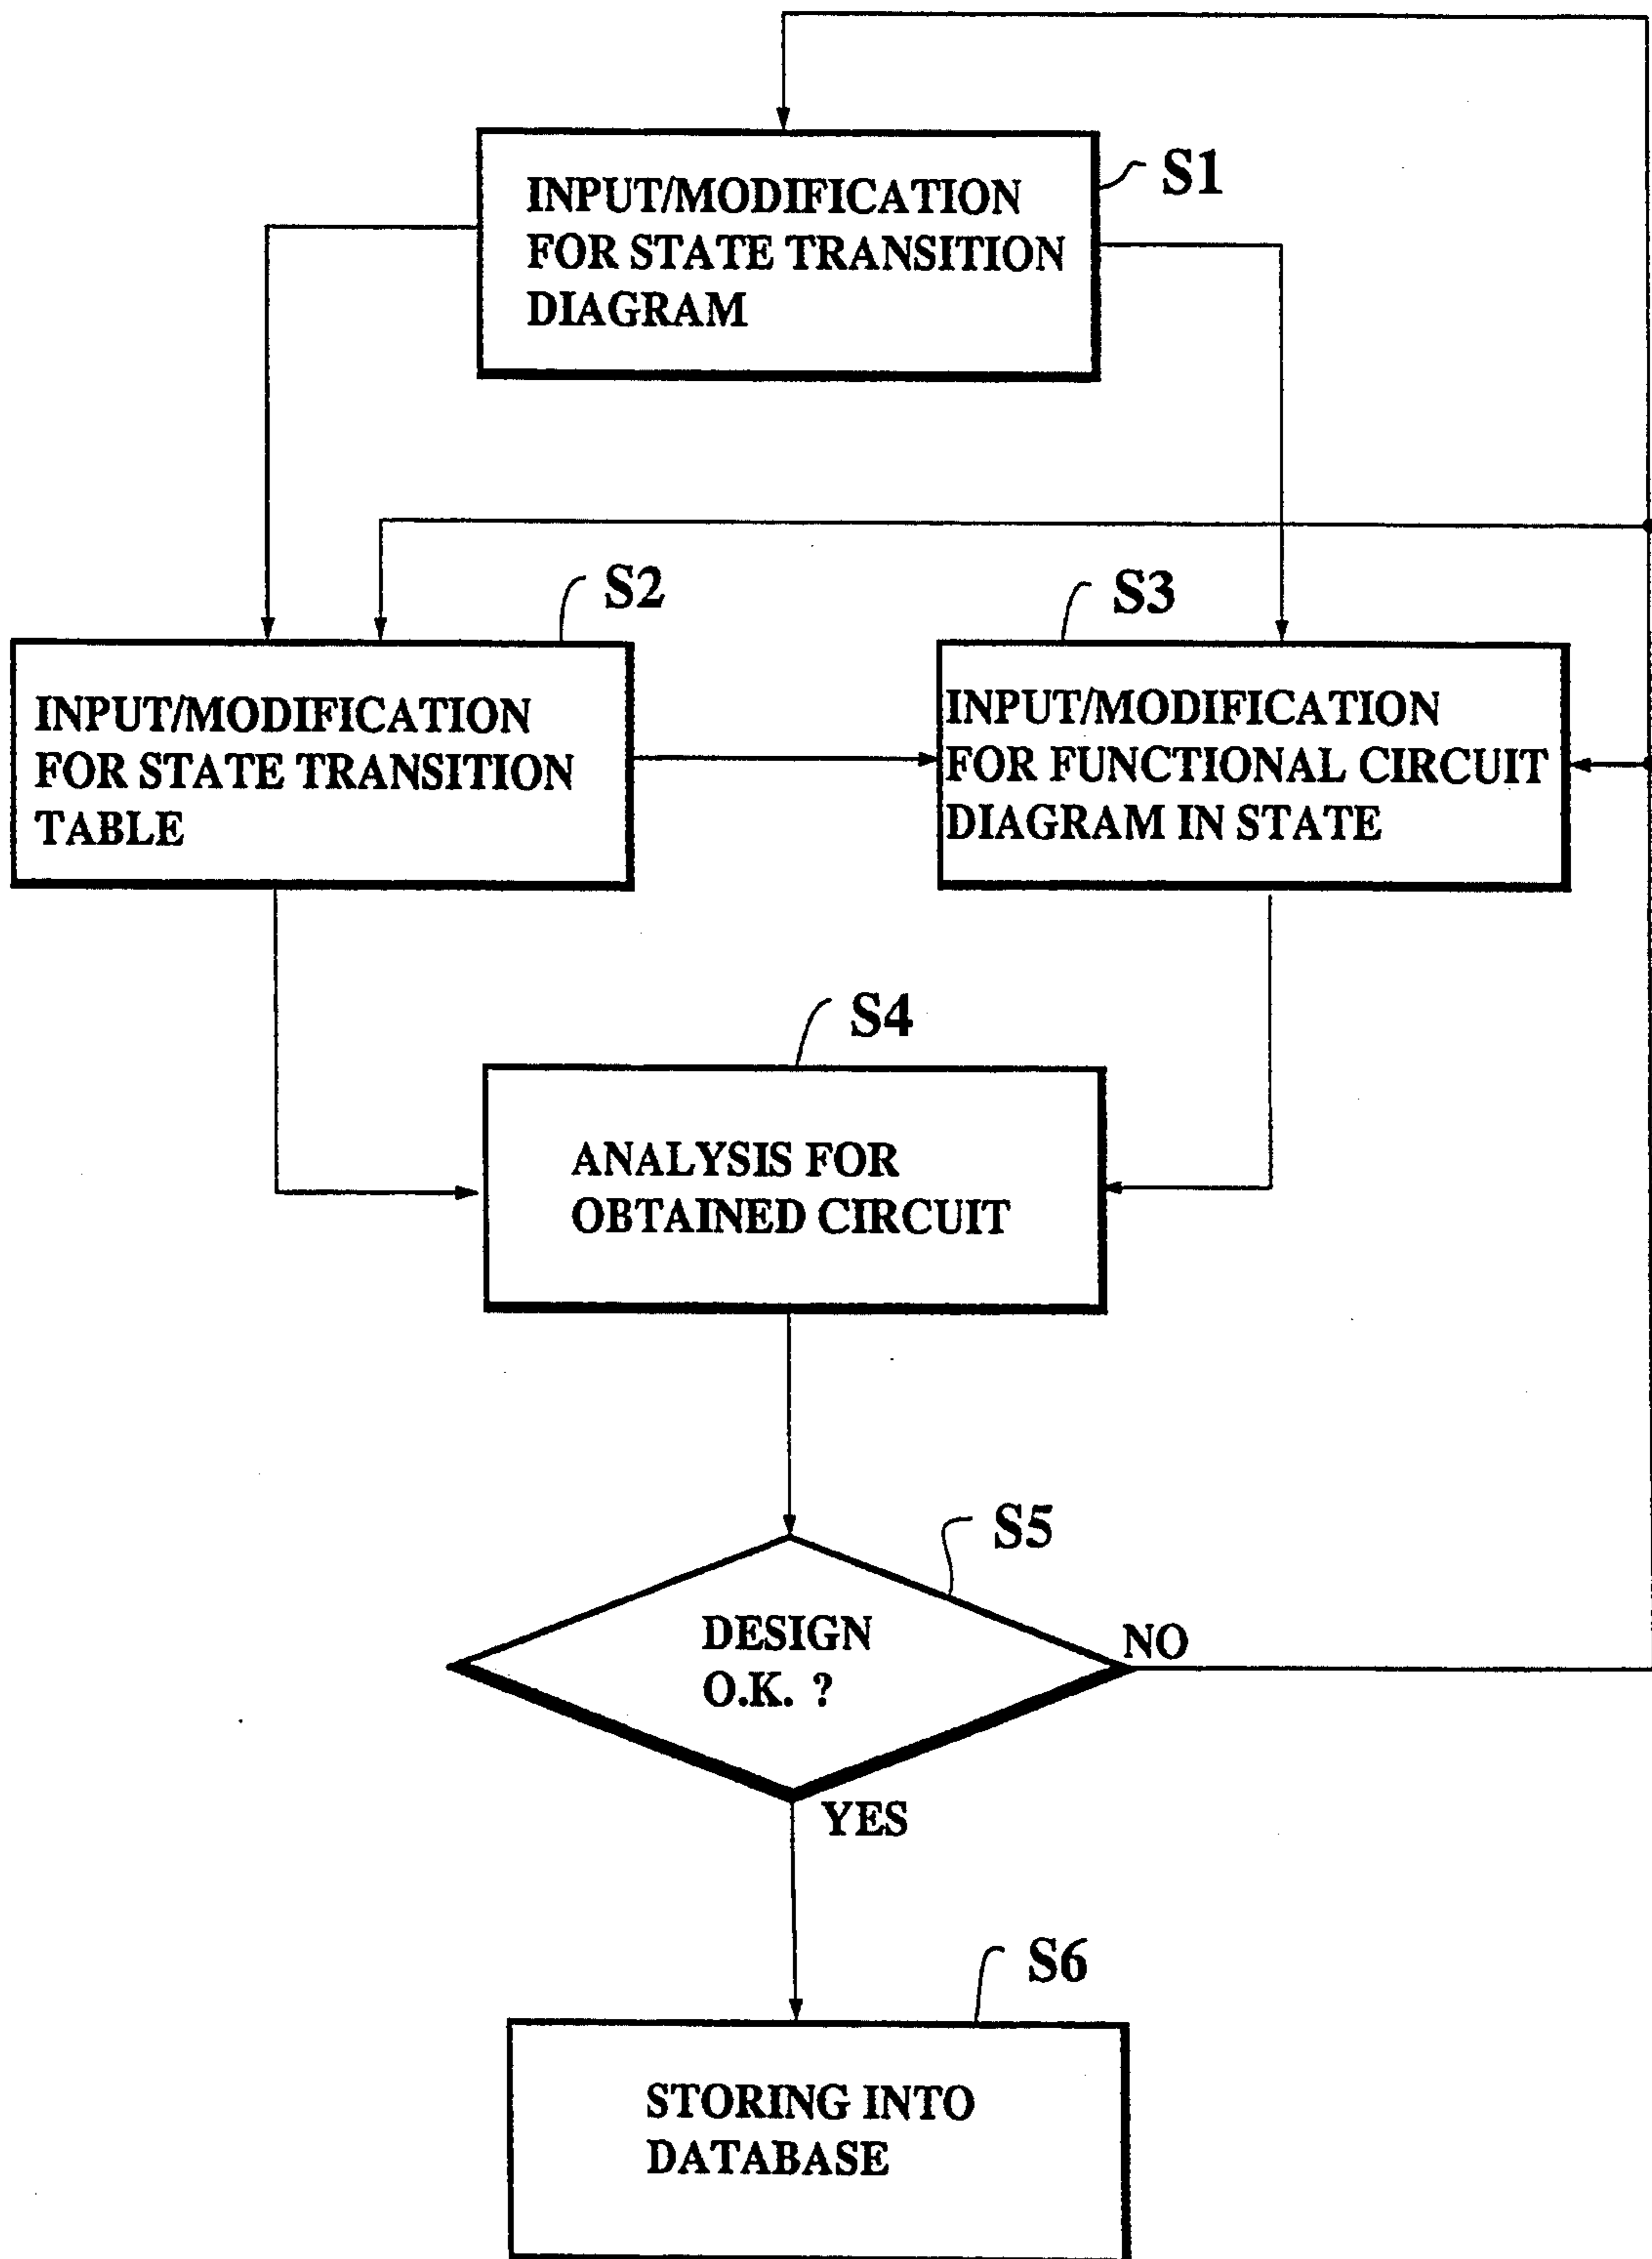 S1
INPUT/MODIFICATION
FOR STATE TRANSITION
DIAGRAM
S2
INPUT/MODIFICATION
FOR STATE TRANSITION
TABLE
S3
INPUT/MODIFICATION
FOR FUNCTIONAL CIRCUIT
DIAGRAM IN STATE
S4
ANALYSIS FOR
OBTAINED CIRCUIT
S5
DESIGN
O.K. ?
NO
YES
S6
STORING INTO
DATABASE